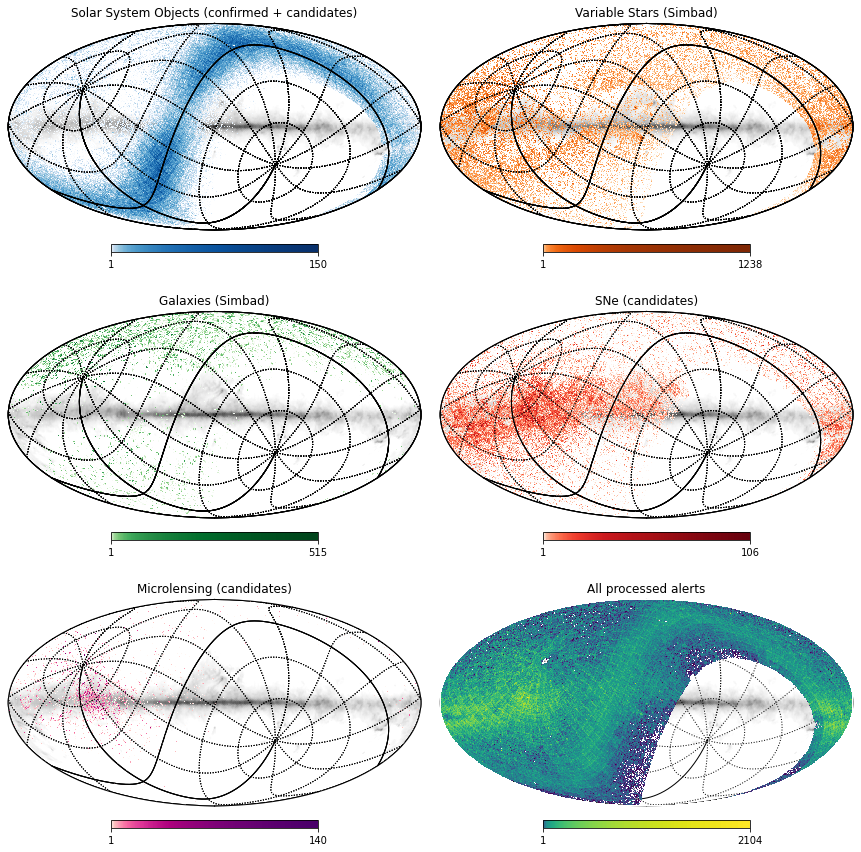 Solar System Objects (confirmed + candidates)
Variable Stars (Simbad)
1 150
1 1238
Galaxies (Simbad)
SNe (candidates)
1 515
1 106
Microlensing (candidates)
All processed alerts
1 140
1 2104